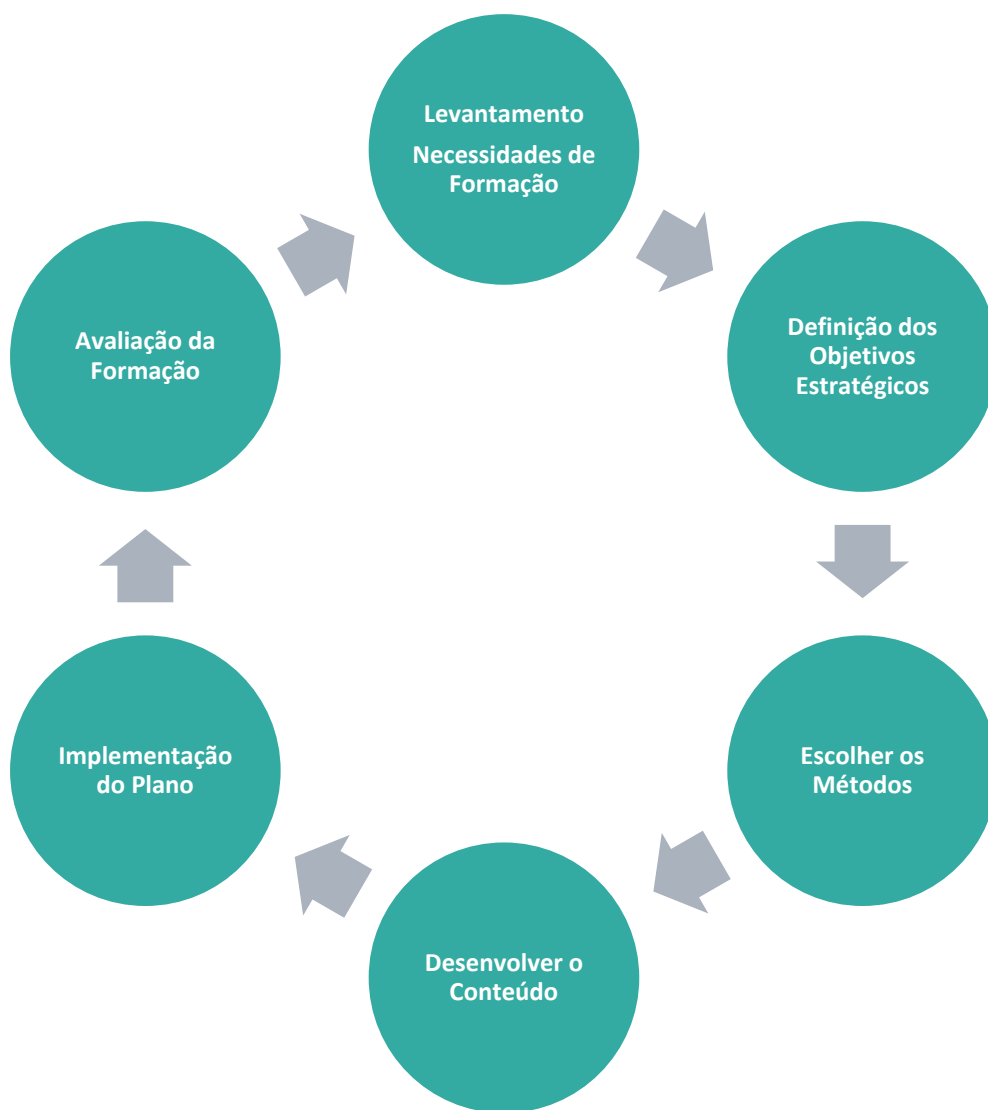 Levantamento
Necessidades de
Formação
Definição dos
Objetivos
Estratégicos
Escolher os
Métodos
Desenvolver o
Conteúdo
Implementação
do Plano
Avaliação da
Formação